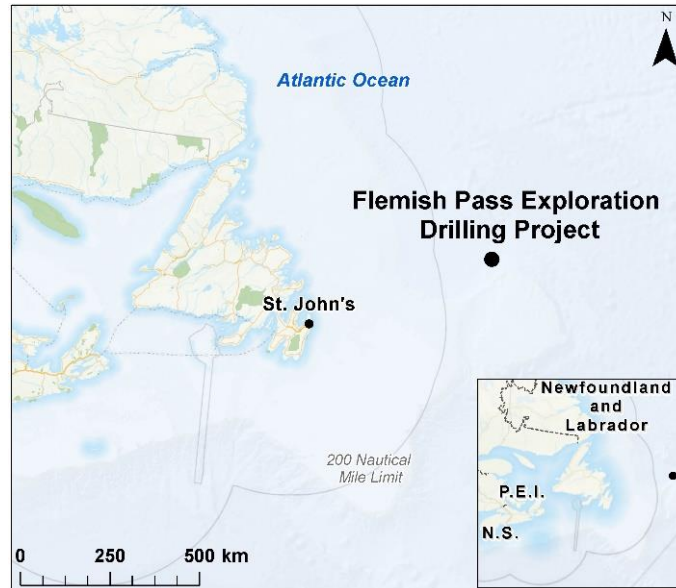 N
Atlantic Ocean
Flemish Pass Exploration
Drilling Project
St. John's
200 Nautical
Mile Limit
Newfoundland
and
Labrador
P.E.I.
N.S.
0 250 500 km